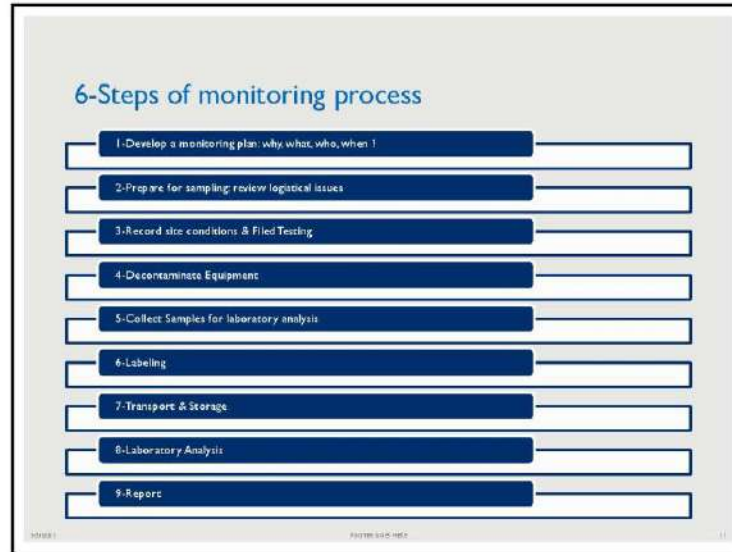 6-Steps of monitoring process
1-Develop a monitoring plan: why, what, who, when ?
2-Prepare for sampling: review logistical issues
3-Record site conditions & Filed Testing
4-Decontaminate Equipment
5-Collect Samples for laboratory analysis
6-Labeling
7-Transport & Storage
8-Laboratory Analysis
9-Report